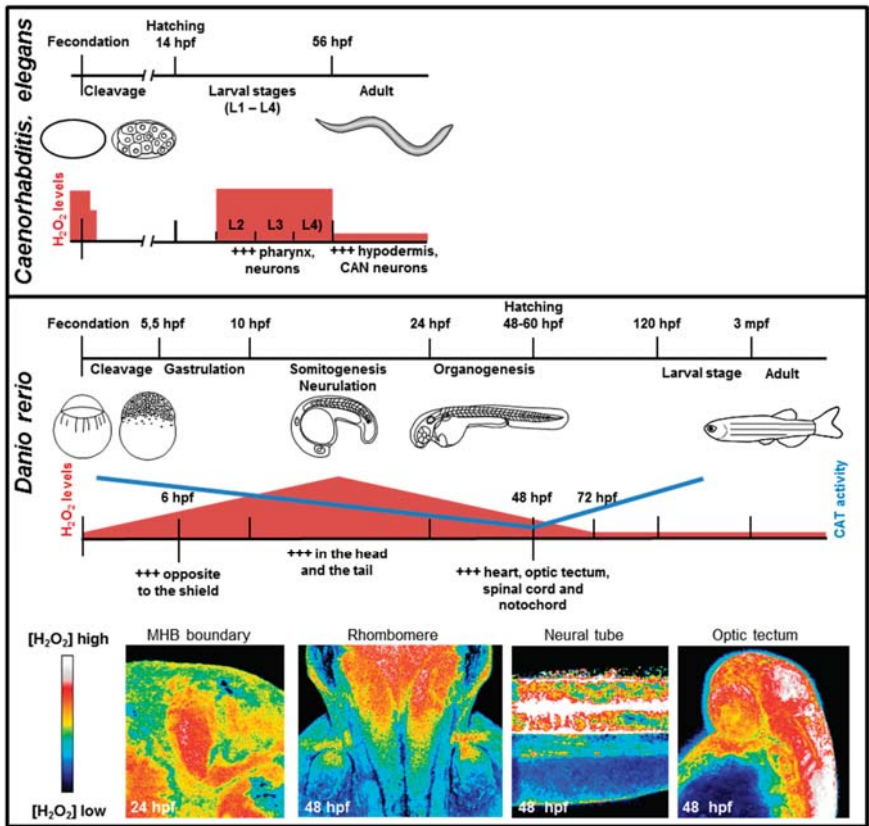 Caenorhabditis. elegans
Hatching
Fecondation 14 hpf 56 hpf
Cleavage Larval stages Adult
(L1 – L4)
H2O2 levels
L2 L3 L4)
+++ pharynx, +++ hypodermis,
neurons CAN neurons
Danio rerio
Hatching
Fecondation 5,5 hpf 10 hpf 24 hpf 48-60 hpf 120 hpf 3 mpf
Cleavage Gastrulation Somitogenesis Organogenesis Larval stage Adult
Neurulation
H2O2 levels
CAT activity
6 hpf 48 hpf 72 hpf
+++ opposite +++ in the head +++ heart, optic tectum,
to the shield and the tail spinal cord and
notochord
[H2O2] high MHB boundary Rhombomere Neural tube Optic tectum
[H2O2] low 24 hpf 48 hpf 48 hpf 48 hpf